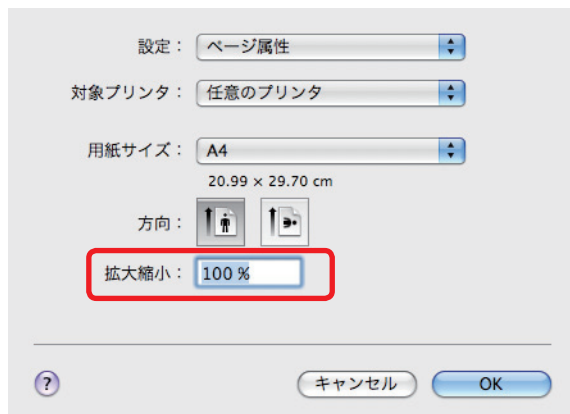 設定： ページ属性
対象プリンタ： 任意のプリンタ
用紙サイズ： A4
20.99 × 29.70 cm
方向：
拡大縮小： 100 %
? キャンセル OK